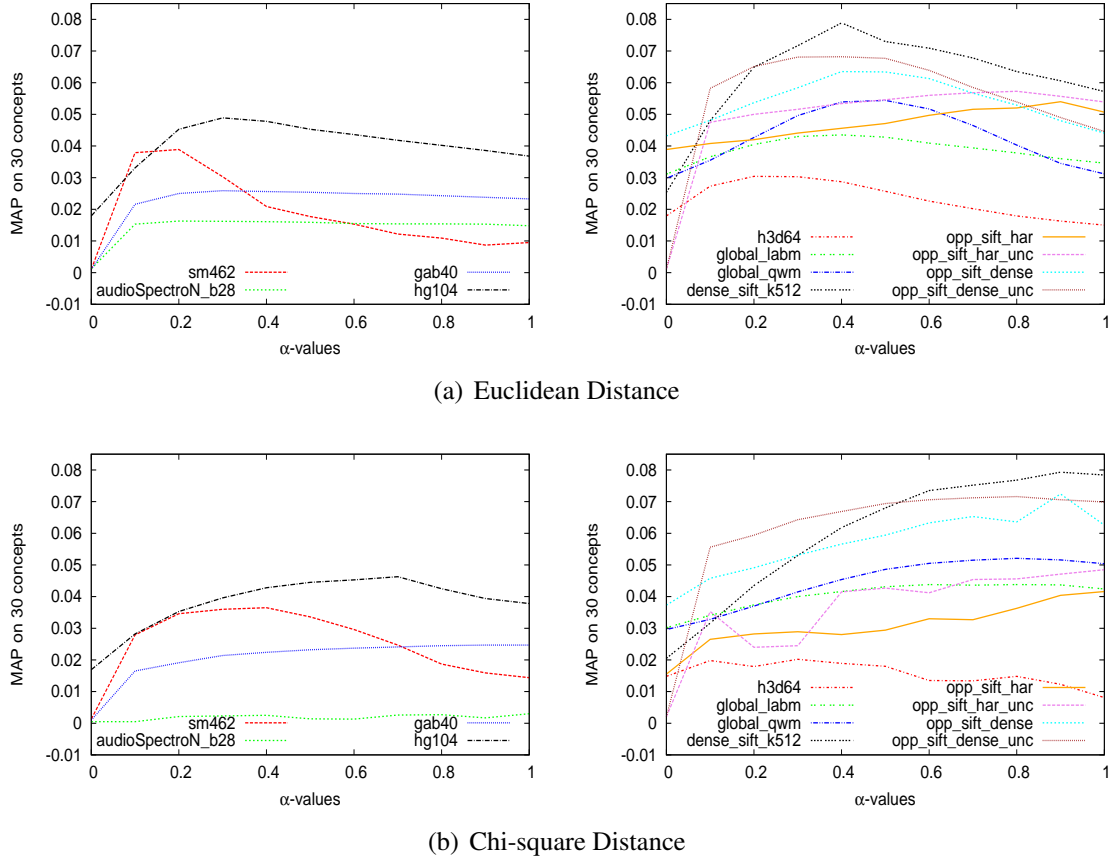 0.08
0.07
0.06
0.05
0.04
0.03
0.02
0.01
0
-0.01
MAP on 30 concepts
sm462
audioSpectroN_b28
gab40
hg104
0 0.2 0.4 0.6 0.8 1
α-values
0.08
0.07
0.06
0.05
0.04
0.03
0.02
0.01
0
-0.01
MAP on 30 concepts
h3d64
global_labm
global_qwm
dense_sift_k512
opp_sift_har
opp_sift_har_unc
opp_sift_dense
opp_sift_dense_unc
0 0.2 0.4 0.6 0.8 1
α-values
(a) Euclidean Distance
0.08
0.07
0.06
0.05
0.04
0.03
0.02
0.01
0
-0.01
MAP on 30 concepts
sm462
audioSpectroN_b28
gab40
hg104
0 0.2 0.4 0.6 0.8 1
α-values
0.08
0.07
0.06
0.05
0.04
0.03
0.02
0.01
0
-0.01
MAP on 30 concepts
h3d64
global_labm
global_qwm
dense_sift_k512
opp_sift_har
opp_sift_har_unc
opp_sift_dense
opp_sift_dense_unc
0 0.2 0.4 0.6 0.8 1
α-values
(b) Chi-square Distance